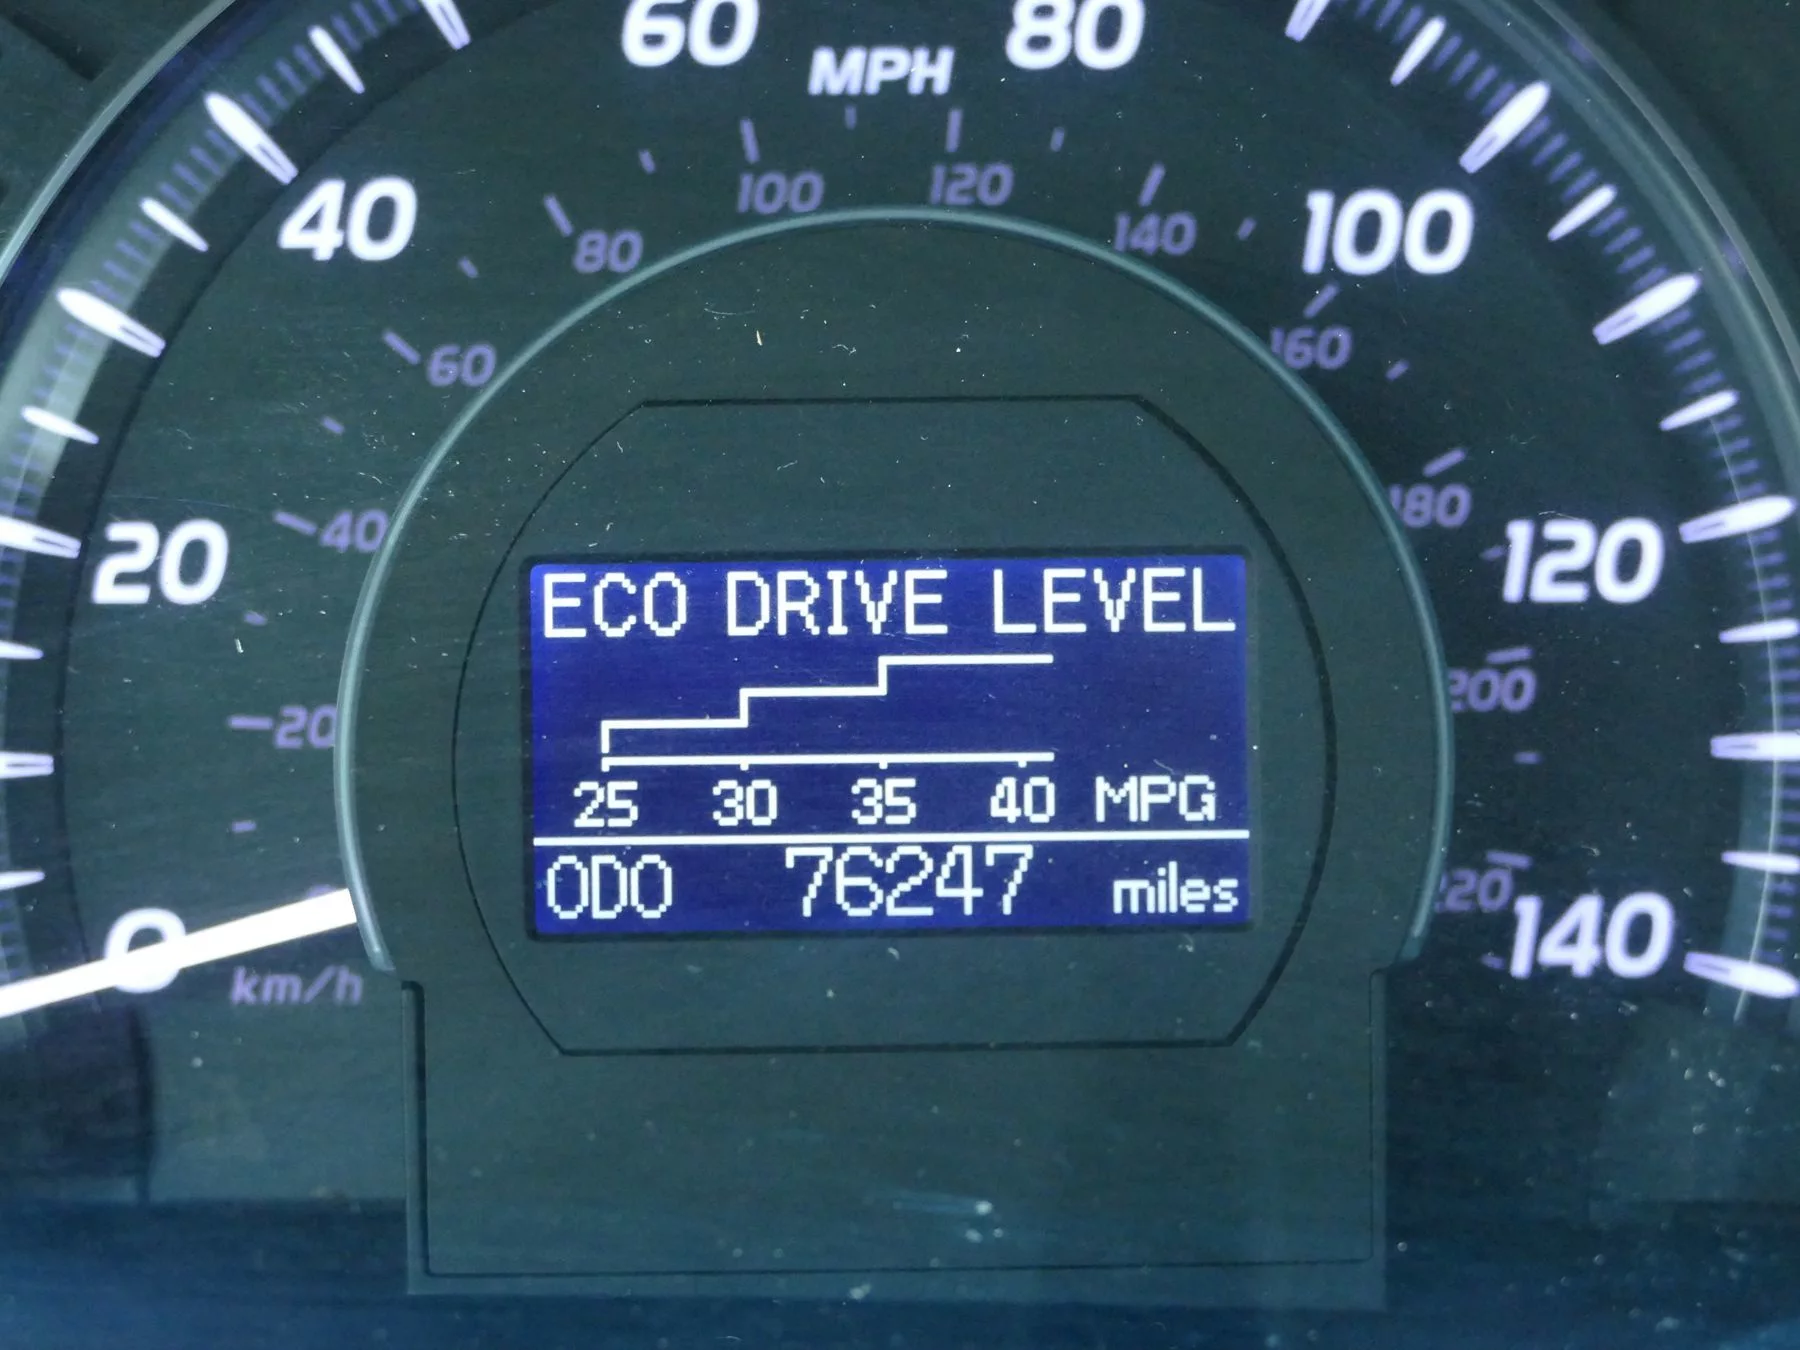 60 80
MPH
40 100
100 120
80 140
60 160
20 120
40 180
ECO DRIVE LEVEL
20 200
25 30 35 40 MPG
ODO 76247 miles
0 140
220
km/h